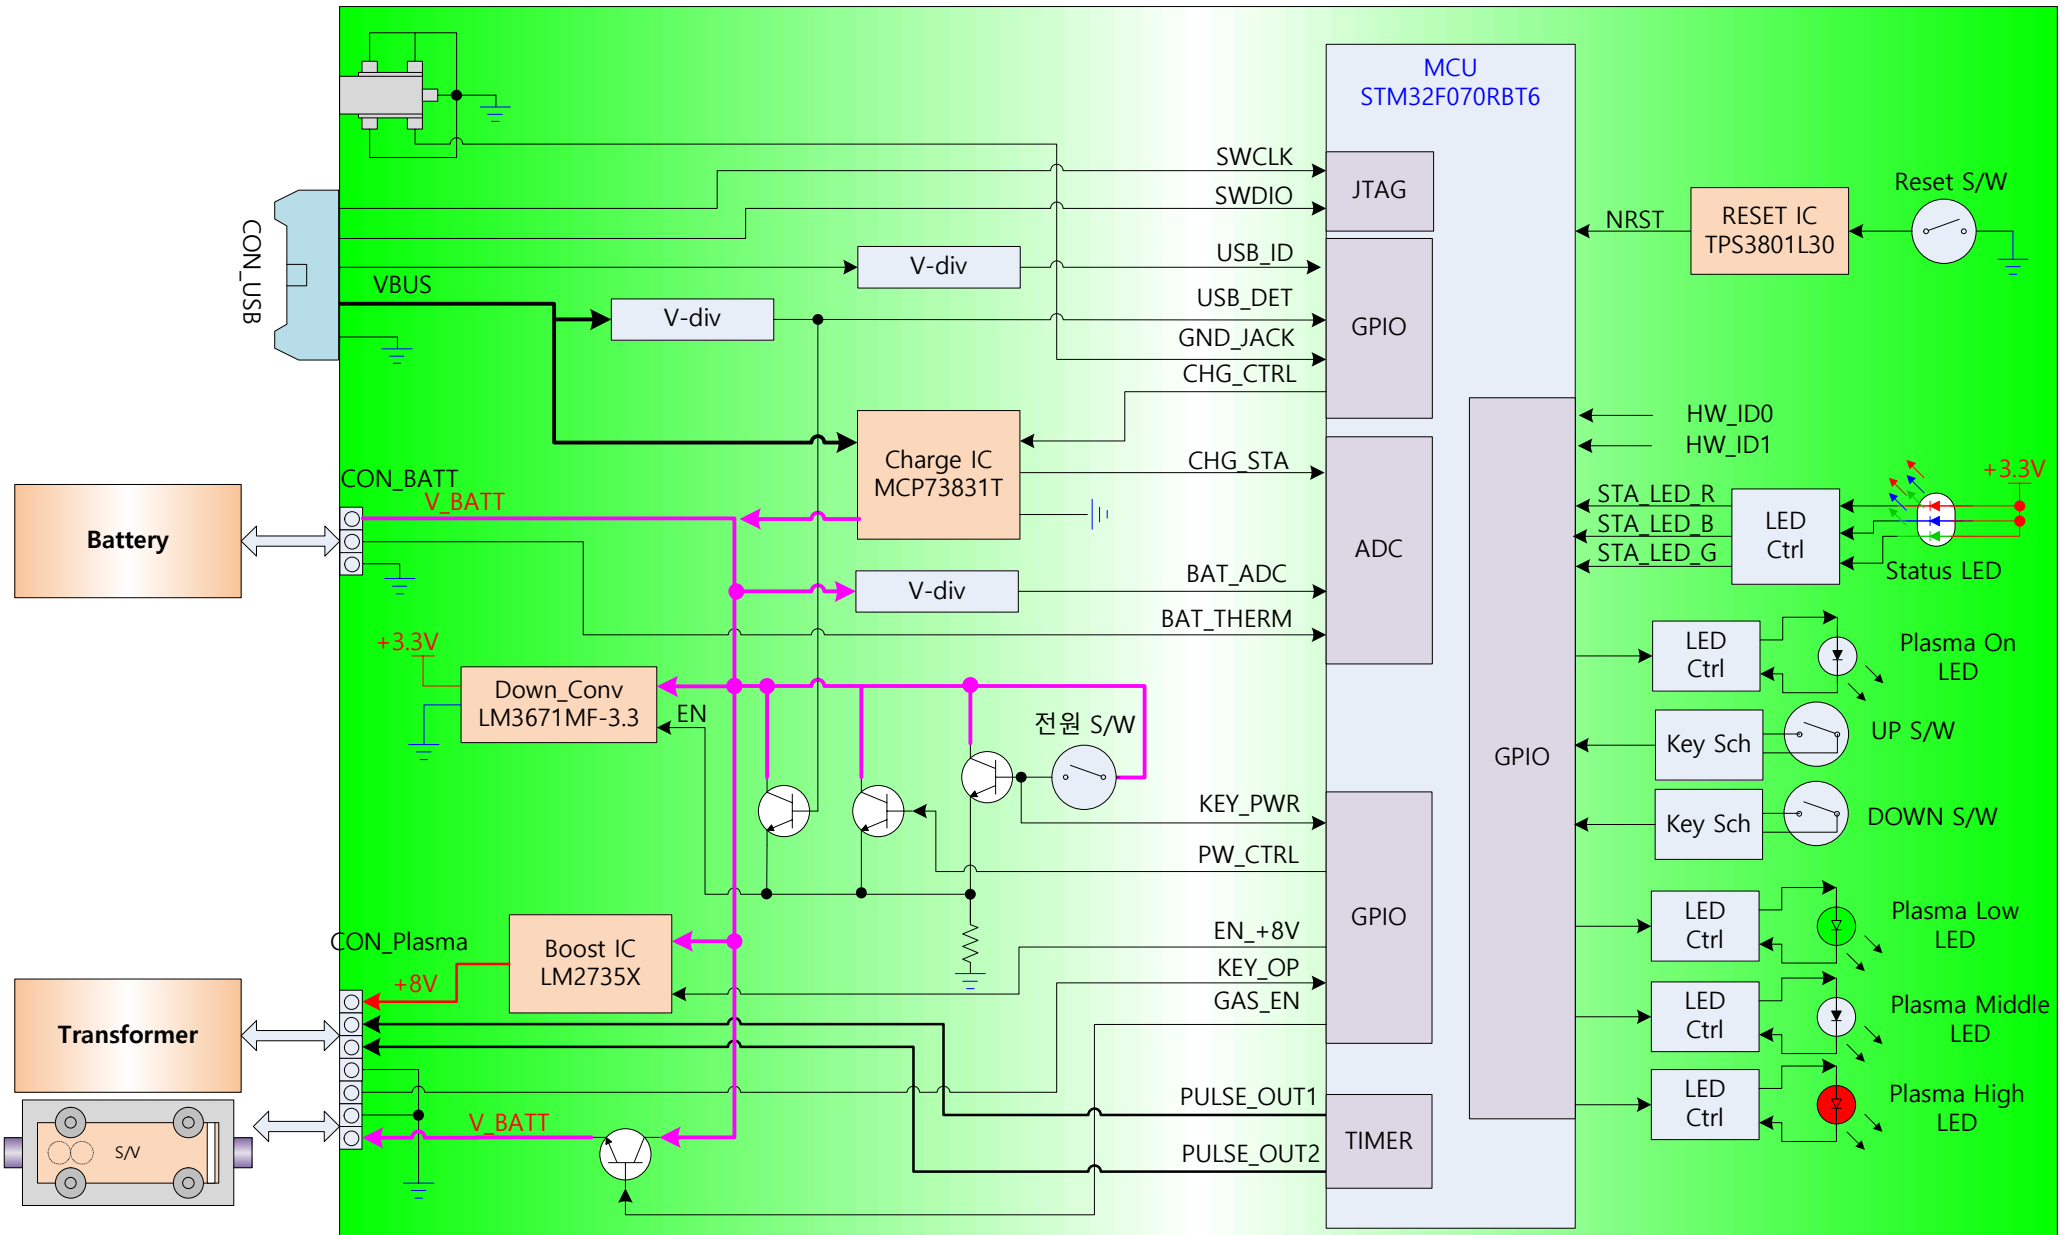 MCU
STM32F070RBT6
SWCLK
SWDIO
JTAG
CON_USB
VBUS
V-div
V-div
USB_ID
USB_DET
GND_JACK
CHG_CTRL
GPIO
NRST
RESET IC
TPS3801L30
Reset S/W
Charge IC
MCP73831T
CHG_STA
HW_ID0
HW_ID1
CON_BATT
V_BATT
Battery
V-div
BAT_ADC
BAT_THERM
ADC
STA_LED_R
STA_LED_B
STA_LED_G
LED
Ctrl
+3.3V
Status LED
+3.3V
Down_Conv
LM3671MF-3.3
EN
전원 S/W
LED
Ctrl
Plasma On
LED
Key Sch
UP S/W
Key Sch
DOWN S/W
GPIO
KEY_PWR
PW_CTRL
EN_+8V
KEY_OP
GAS_EN
GPIO
CON_Plasma
+8V
Boost IC
LM2735X
Transformer
LED
Ctrl
Plasma Low
LED
LED
Ctrl
Plasma Middle
LED
LED
Ctrl
Plasma High
LED
PULSE_OUT1
PULSE_OUT2
TIMER
V_BATT
S/V